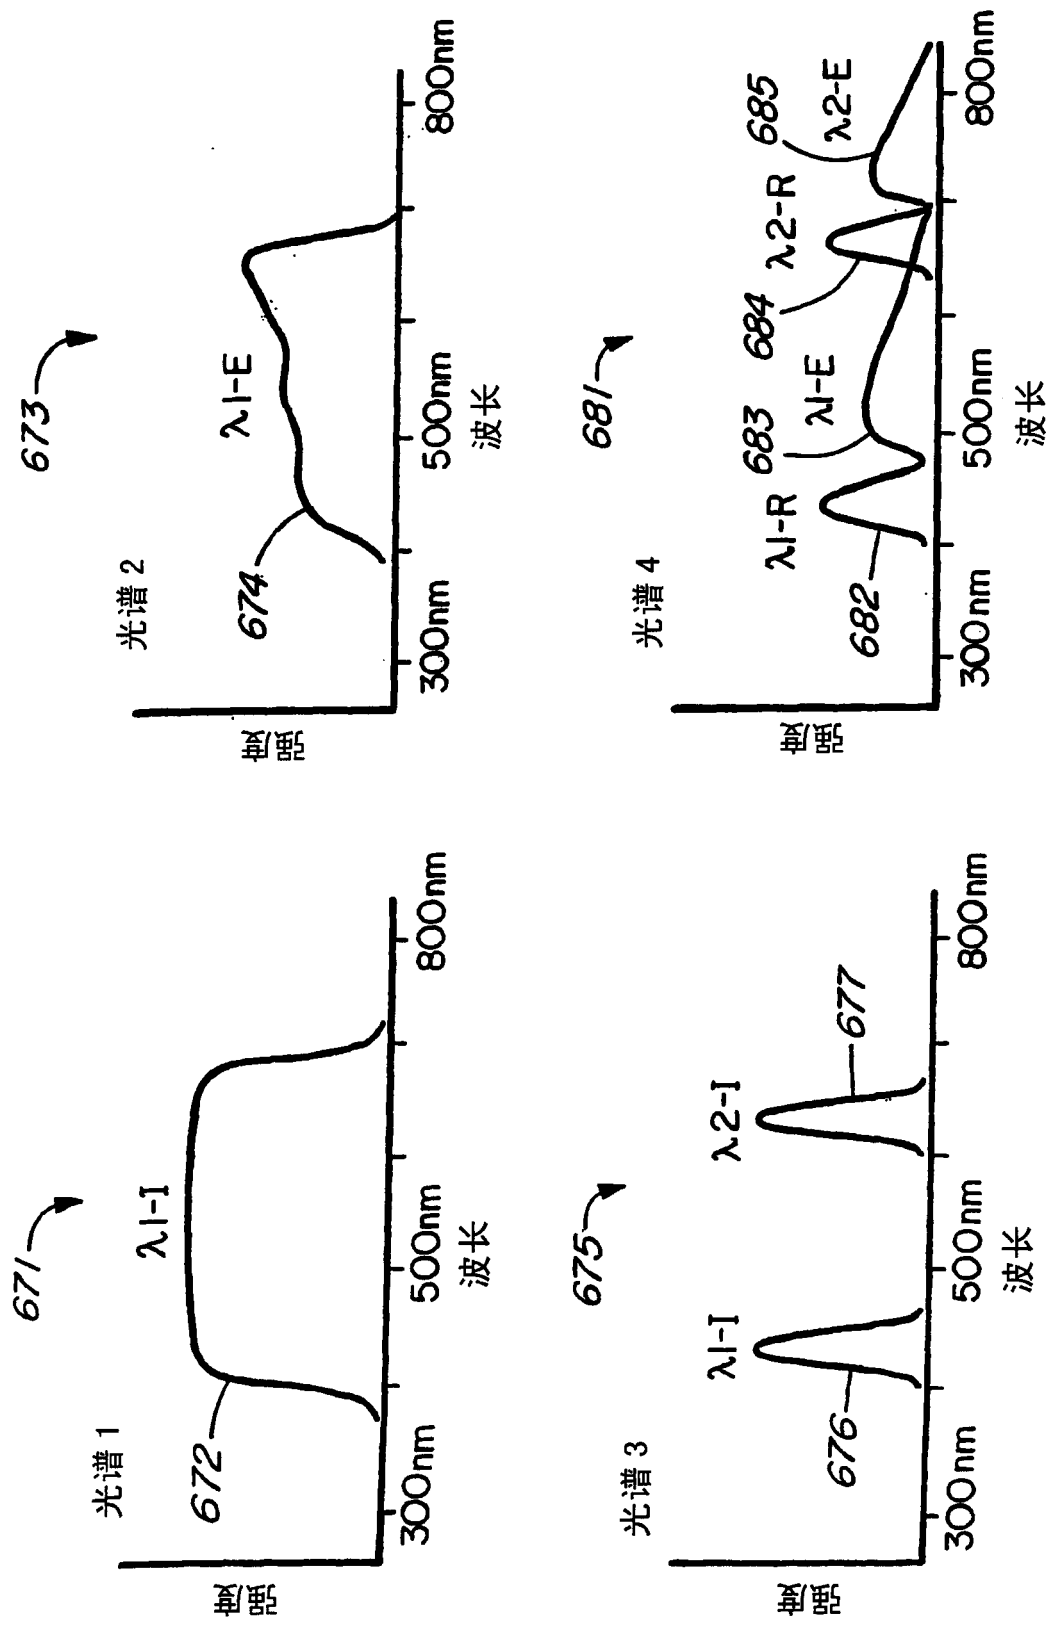 671
光谱 1
λ1-I
672
强度
300nm
500nm
800nm
波长
673
光谱 2
λ1-E
674
强度
300nm
500nm
800nm
波长
675
光谱 3
λ1-I
λ2-I
676
677
强度
300nm
500nm
800nm
波长
681
光谱 4
λ1-R
λ1-E
λ2-R
λ2-E
682
683
684
685
强度
300nm
500nm
800nm
波长